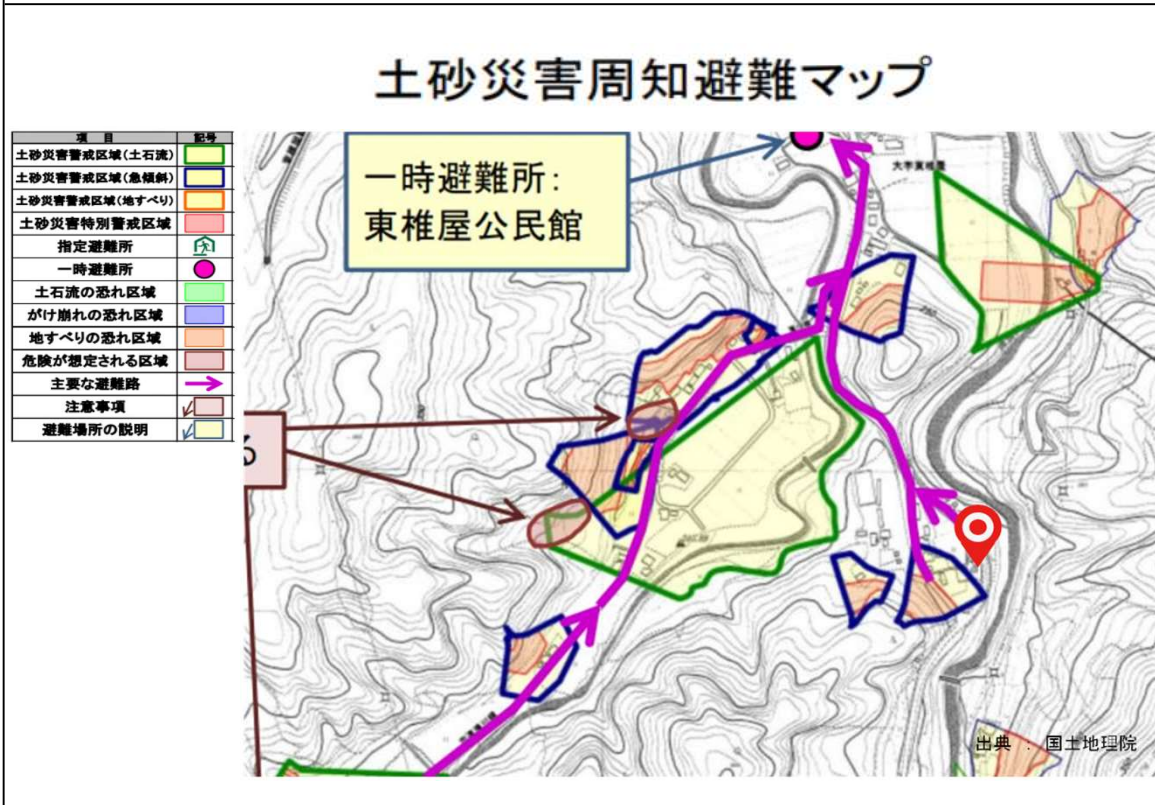 土砂災害周知避難マップ
項　目　記号
土砂災害警戒区域(土石流)
土砂災害警戒区域(急傾斜)
土砂災害警戒区域(地すべり)
土砂災害特別警戒区域
指定避難所
一時避難所
土石流の恐れ区域
がけ崩れの恐れ区域
地すべりの恐れ区域
危険が想定される区域
主要な避難路
注意事項
避難場所の説明
一時避難所：
東椎屋公民館
大字東椎屋
る
出典 : 国土地理院